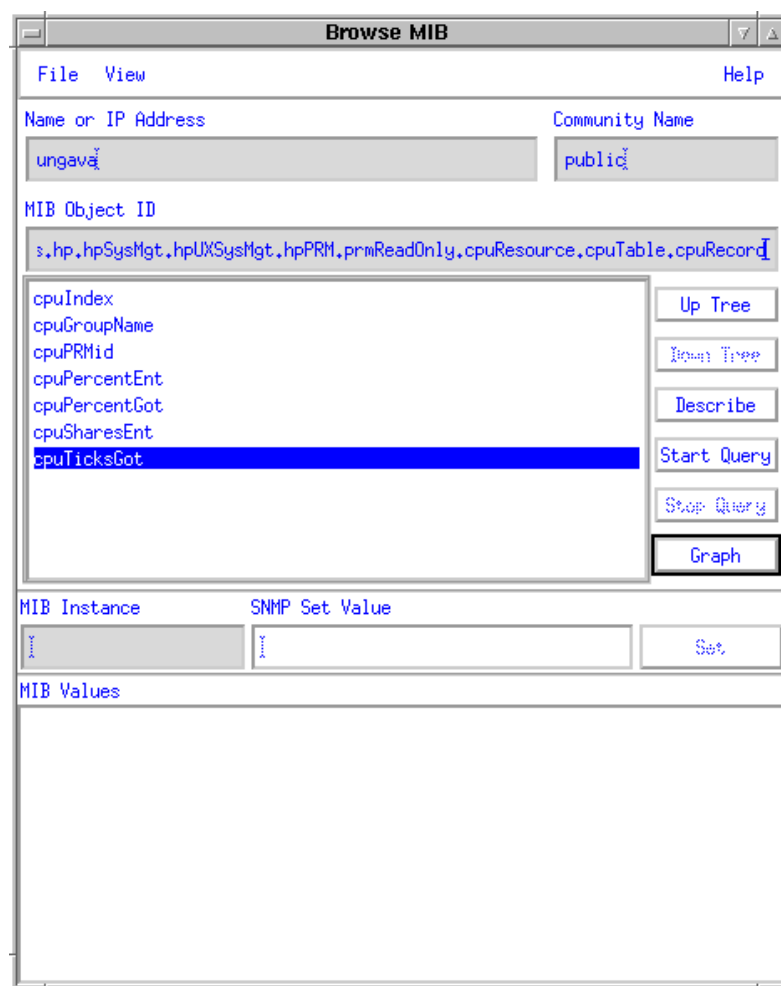 Browse MIB
File View Help
Name or IP Address Community Name
ungava public
MIB Object ID
s.hp.hpSysMgt.hpUXSysMgt.hpPRM.prmReadOnly.cpuResource.cpuTable.cpuRecord
cpuIndex
cpuGroupName
cpuPRMid
cpuPercentEnt
cpuPercentGot
cpuSharesEnt
cpuTicksGot
Up Tree
Down Tree
Describe
Start Query
Stop Query
Graph
MIB Instance SNMP Set Value
Set
MIB Values